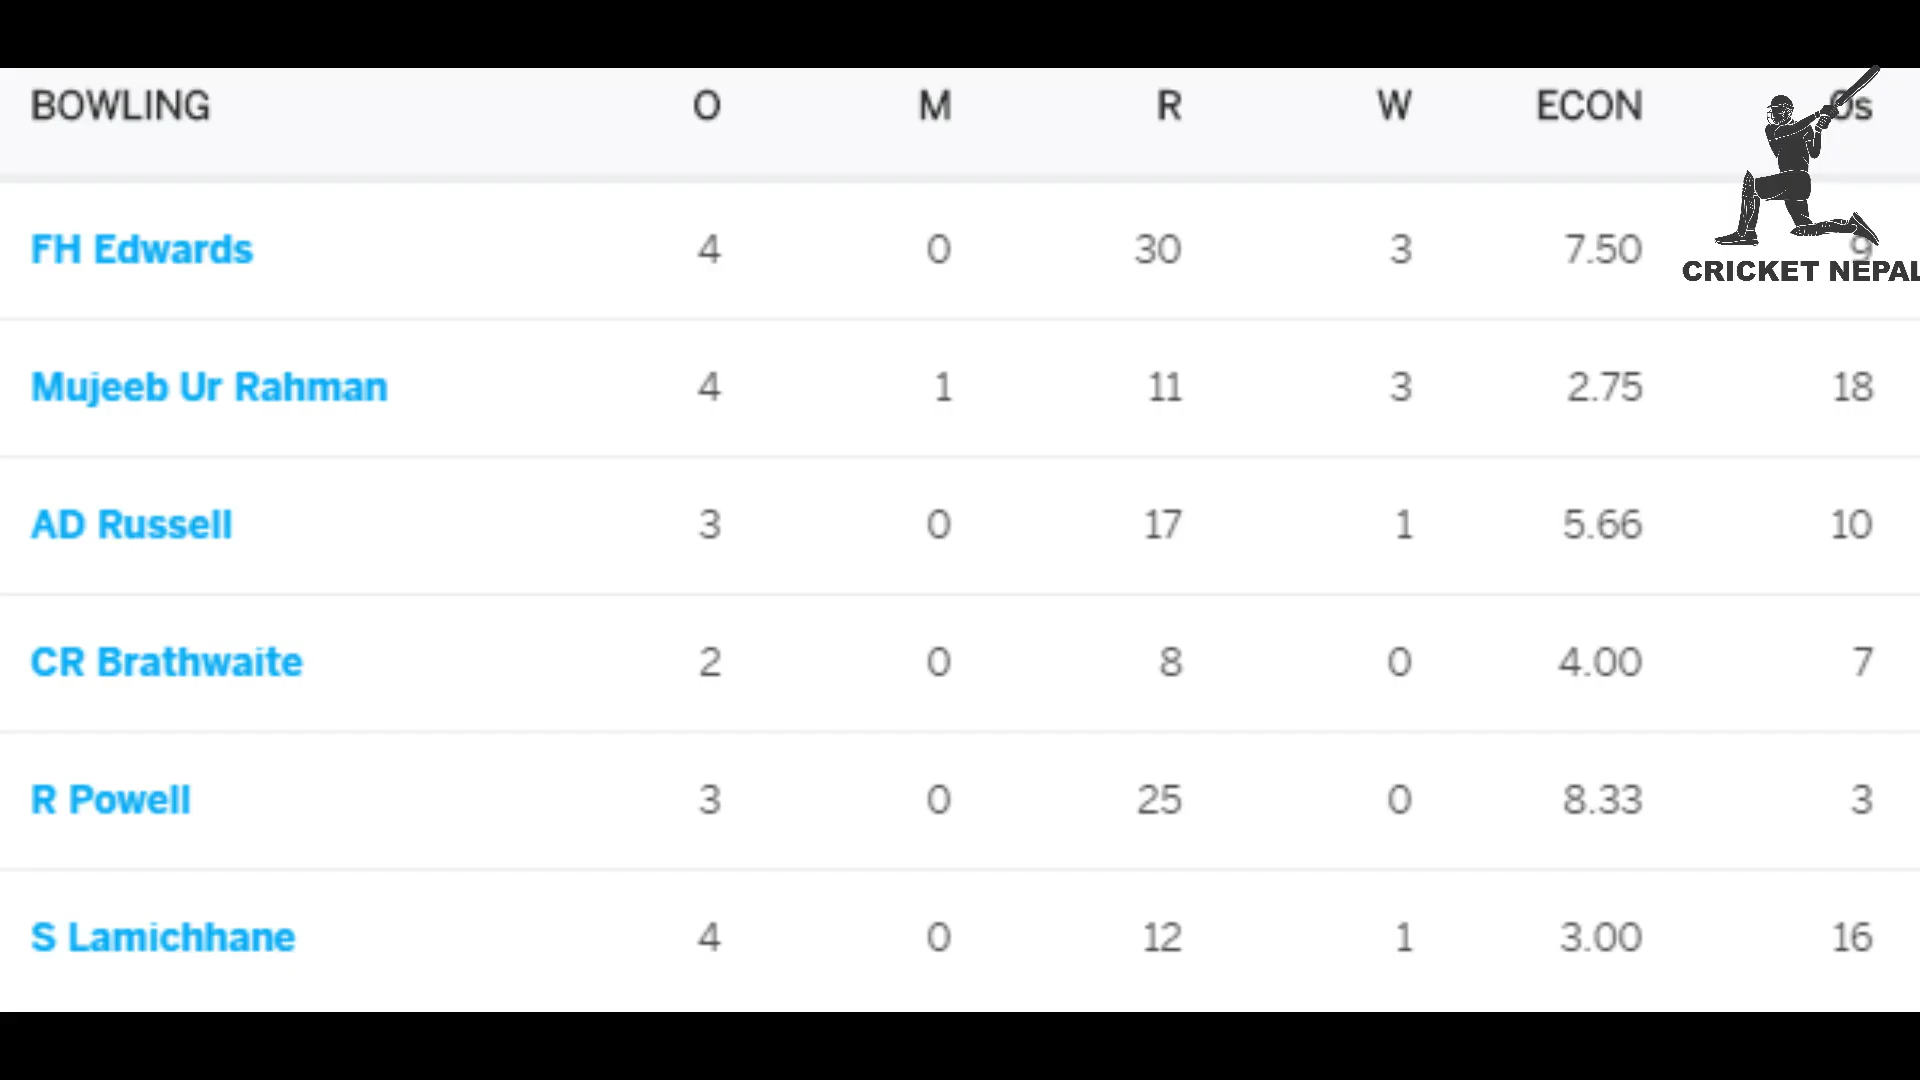 BOWLING O M R W ECON 0s
FH Edwards 4 0 30 3 7.50 9
CRICKET NEPAL
Mujeeb Ur Rahman 4 1 11 3 2.75 18
AD Russell 3 0 17 1 5.66 10
CR Brathwaite 2 0 8 0 4.00 7
R Powell 3 0 25 0 8.33 3
S Lamichhane 4 0 12 1 3.00 16